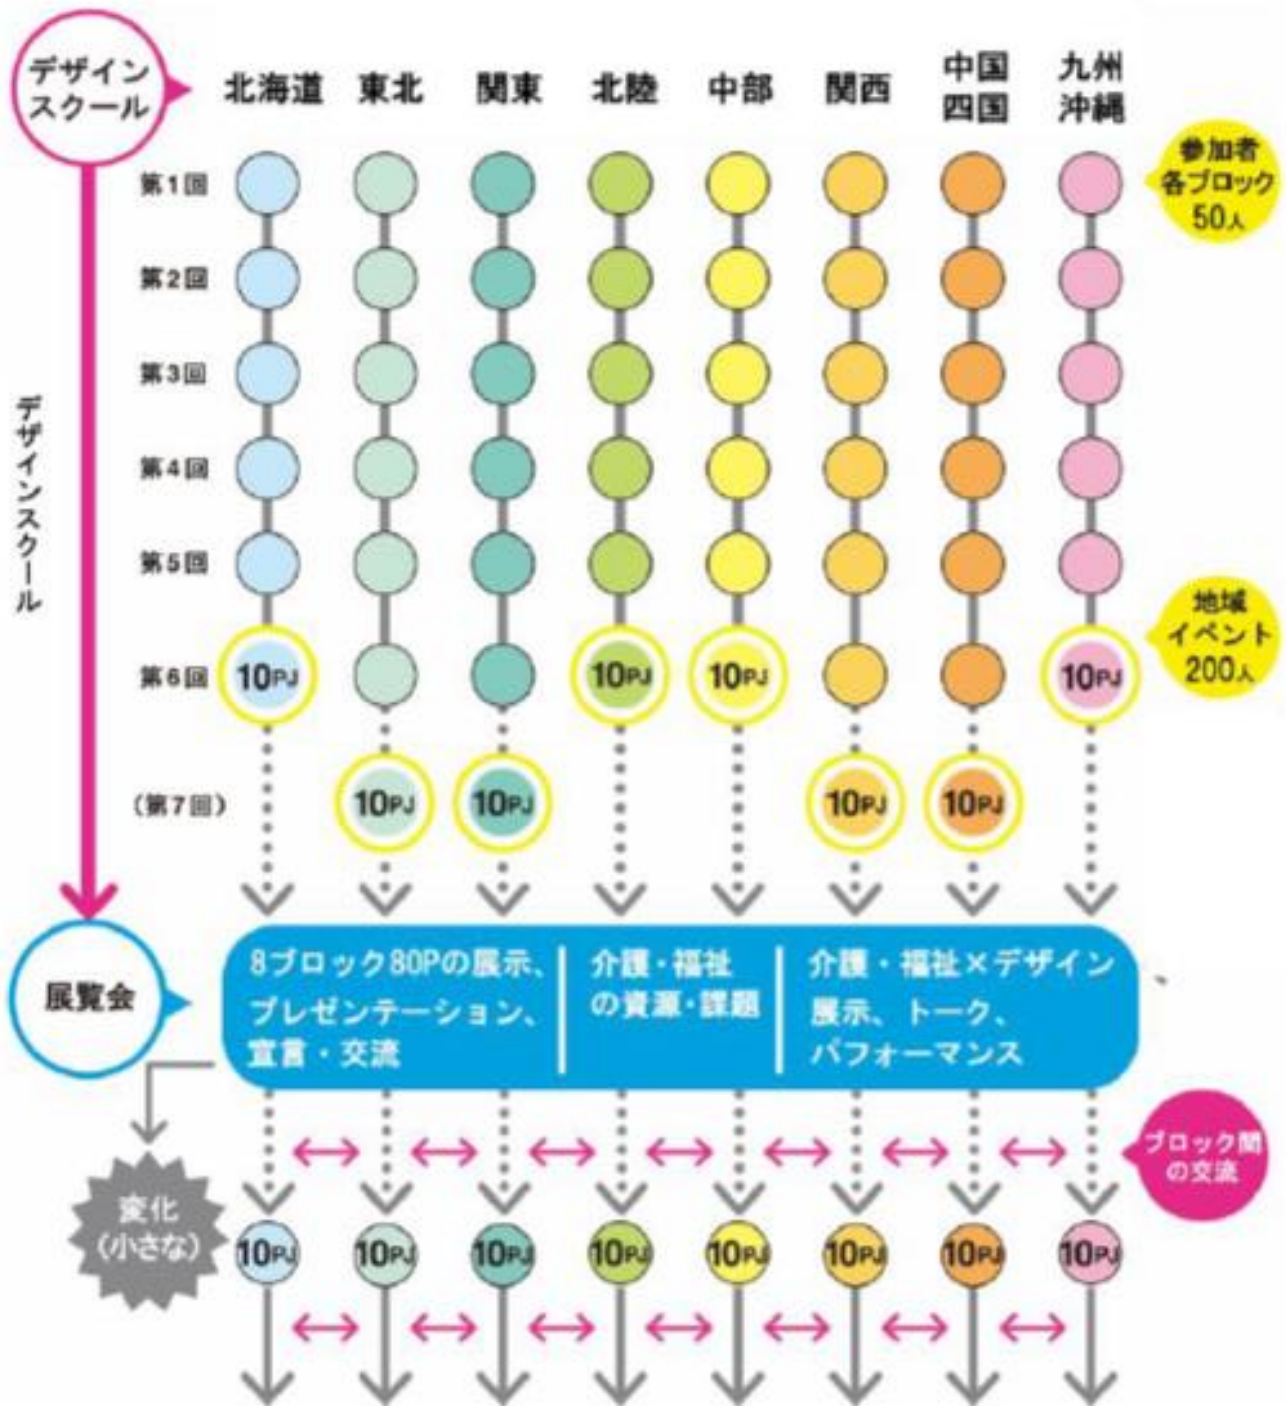 デザイン
スクール
北海道
東北
関東
北陸
中部
関西
中国
四国
九州
沖縄
参加者
各ブロック
50人
第1回
第2回
第3回
第4回
第5回
デザインスクール
地域
イベント
200人
第6回
10PJ
10PJ
10PJ
10PJ
(第7回)
10PJ
10PJ
10PJ
10PJ
展覧会
8ブロック80Pの展示、
プレゼンテーション、
宣言・交流
介護・福祉
の資源・課題
介護・福祉×デザイン
展示、トーク、
パフォーマンス
ブロック間
の交流
変化
(小さな)
10PJ
10PJ
10PJ
10PJ
10PJ
10PJ
10PJ
10PJ